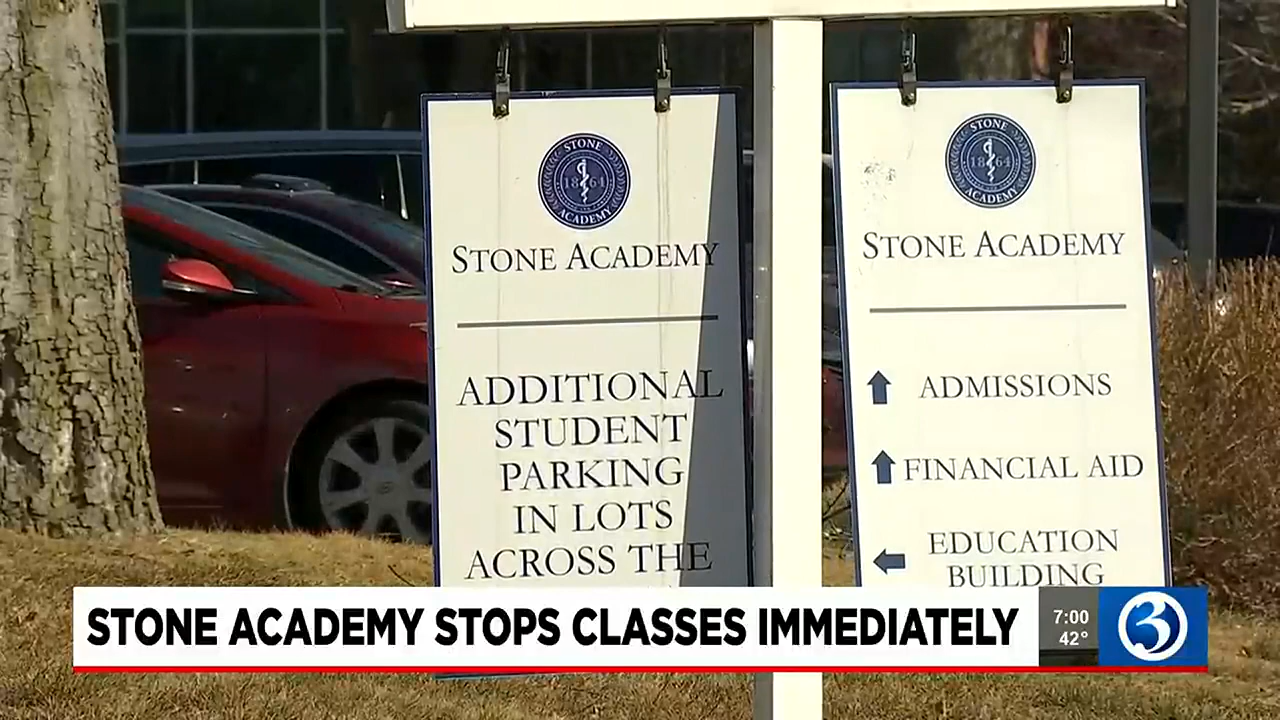 STONE
1864
ACADEMY
STONE ACADEMY
ADDITIONAL
STUDENT
PARKING
IN LOTS
ACROSS THE
STONE
1864
ACADEMY
STONE ACADEMY
ADMISSIONS
FINANCIAL AID
EDUCATION
BUILDING
STONE ACADEMY STOPS CLASSES IMMEDIATELY
7:00
42°
3